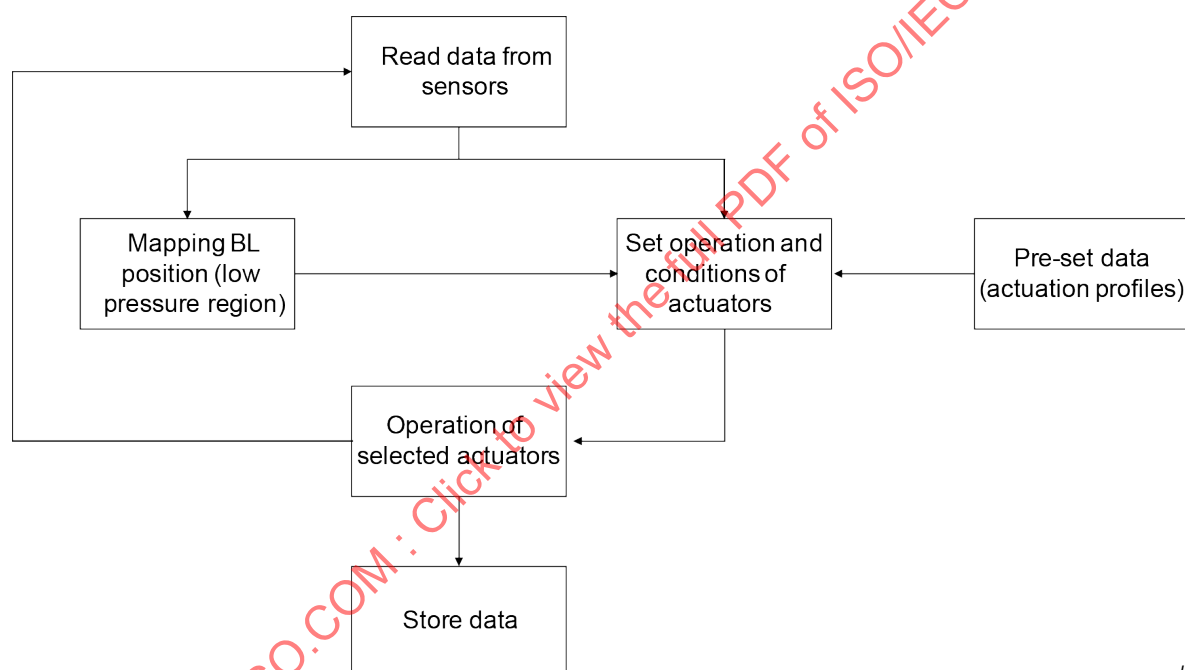 Read data from
sensors
Mapping BL
position (low
pressure region)
Set operation and
conditions of
actuators
Pre-set data
(actuation profiles)
Operation of
selected actuators
Store data
SO.COM : Click to view the full PDF of ISO/IEC